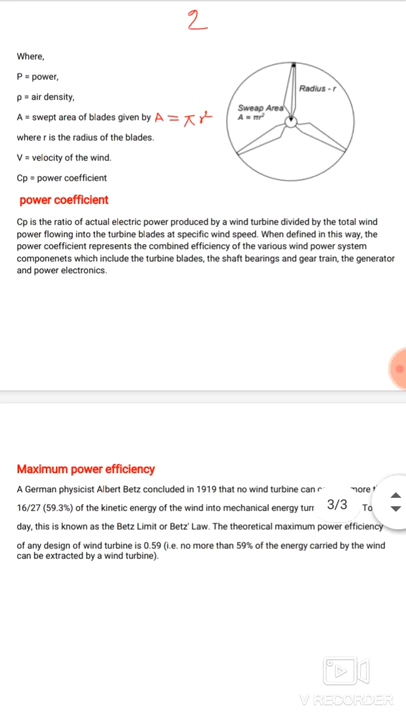 2
Where,
P = power,
ρ = air density,
A = swept area of blades given by A = πr²
where r is the radius of the blades.
V = velocity of the wind.
Cp = power coefficient
Radius - r
Sweap Area
A = πr²
power coefficient
Cp is the ratio of actual electric power produced by a wind turbine divided by the total wind
power flowing into the turbine blades at specific wind speed. When defined in this way, the
power coefficient represents the combined efficiency of the various wind power system
componenets which include the turbine blades, the shaft bearings and gear train, the generator
and power electronics.
Maximum power efficiency
A German physicist Albert Betz concluded in 1919 that no wind turbine can more
16/27 (59.3%) of the kinetic energy of the wind into mechanical energy turn To
3/3
day, this is known as the Betz Limit or Betz' Law. The theoretical maximum power efficiency
of any design of wind turbine is 0.59 (i.e. no more than 59% of the energy carried by the wind
can be extracted by a wind turbine).
V RECORDER